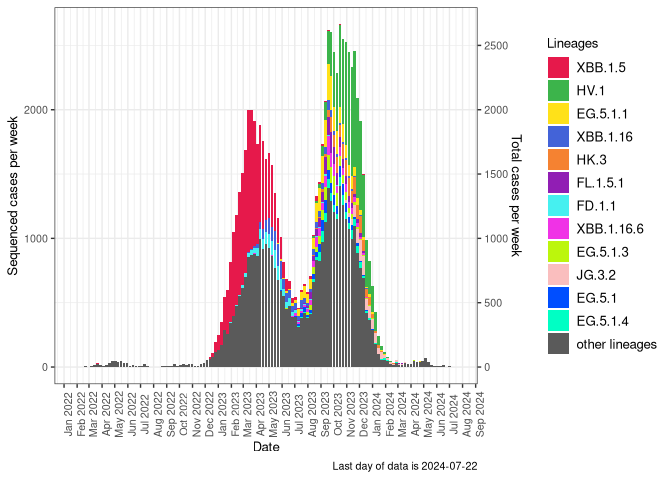 Sequenced cases per week
2000
1000
0
2500
2000
1500
1000
500
0
Total cases per week
Jan 2022
Feb 2022
Mar 2022
Apr 2022
May 2022
Jun 2022
Jul 2022
Aug 2022
Sep 2022
Oct 2022
Nov 2022
Dec 2022
Jan 2023
Feb 2023
Mar 2023
Apr 2023
May 2023
Jun 2023
Jul 2023
Aug 2023
Sep 2023
Oct 2023
Nov 2023
Dec 2023
Jan 2024
Feb 2024
Mar 2024
Apr 2024
May 2024
Jun 2024
Jul 2024
Aug 2024
Sep 2024
Date
Lineages
XBB.1.5
HV.1
EG.5.1.1
XBB.1.16
HK.3
FL.1.5.1
FD.1.1
XBB.1.16.6
EG.5.1.3
JG.3.2
EG.5.1
EG.5.1.4
other lineages
Last day of data is 2024-07-22